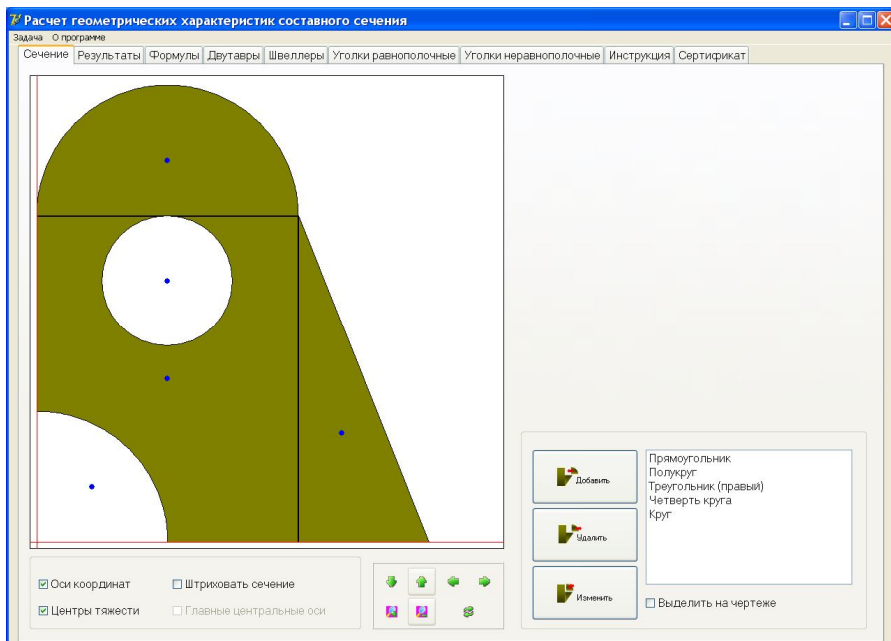 Расчет геометрических характеристик составного сечения
Задача О программе
Сечение Результаты Формулы Двутавры Швеллеры Уголки равнополочные Уголки неравнополочные Инструкция Сертификат
Добавить
Удалить
Изменить
Прямоугольник
Полукруг
Треугольник (правый)
Четверть круга
Круг
Выделить на чертеже
Оси координат Штриховать сечение
Центры тяжести Главные центральные оси